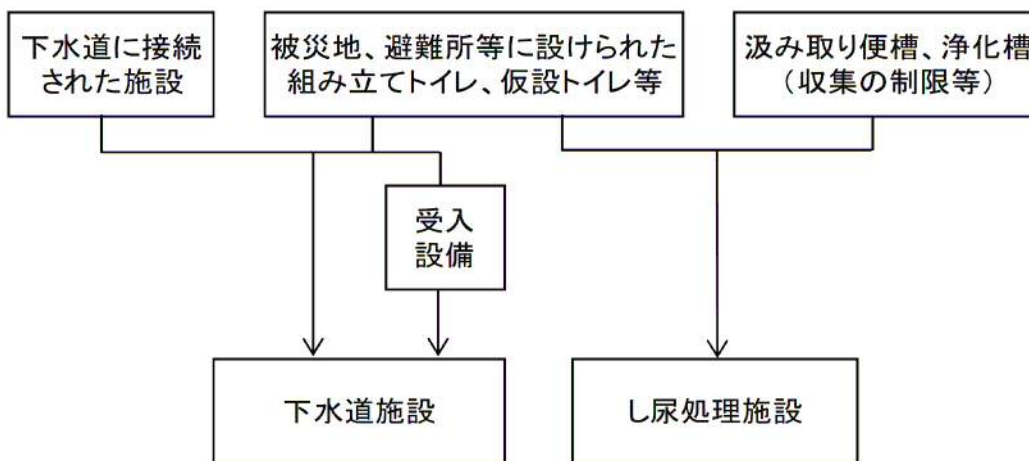 下水道に接続
された施設
被災地、避難所等に設けられた
組み立てトイレ、仮設トイレ等
汲み取り便槽、浄化槽
(収集の制限等)
受入
設備
下水道施設
し尿処理施設